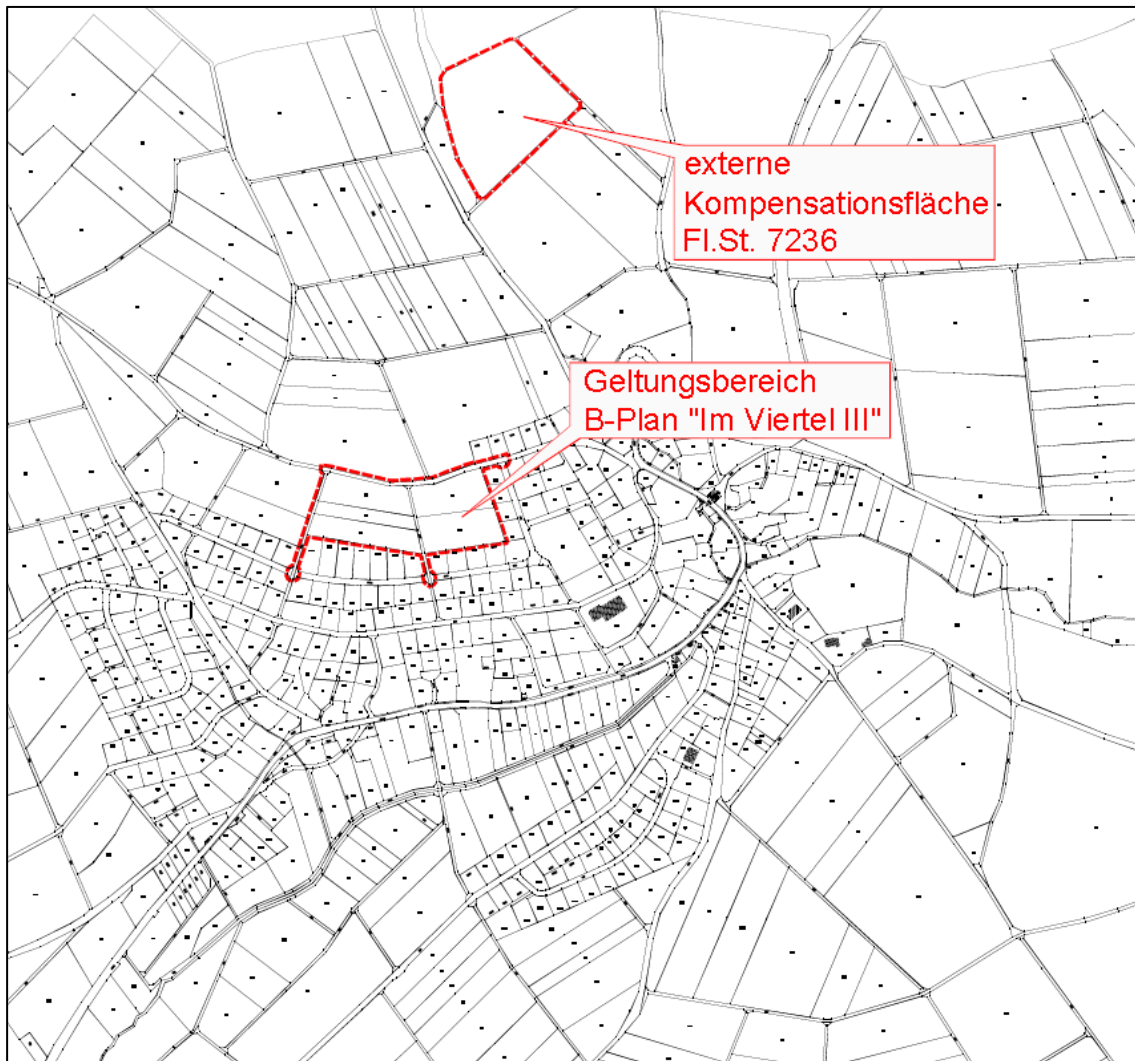 externe
Kompensationsfläche
Fl.St. 7236
Geltungsbereich
B-Plan "Im Viertel III"